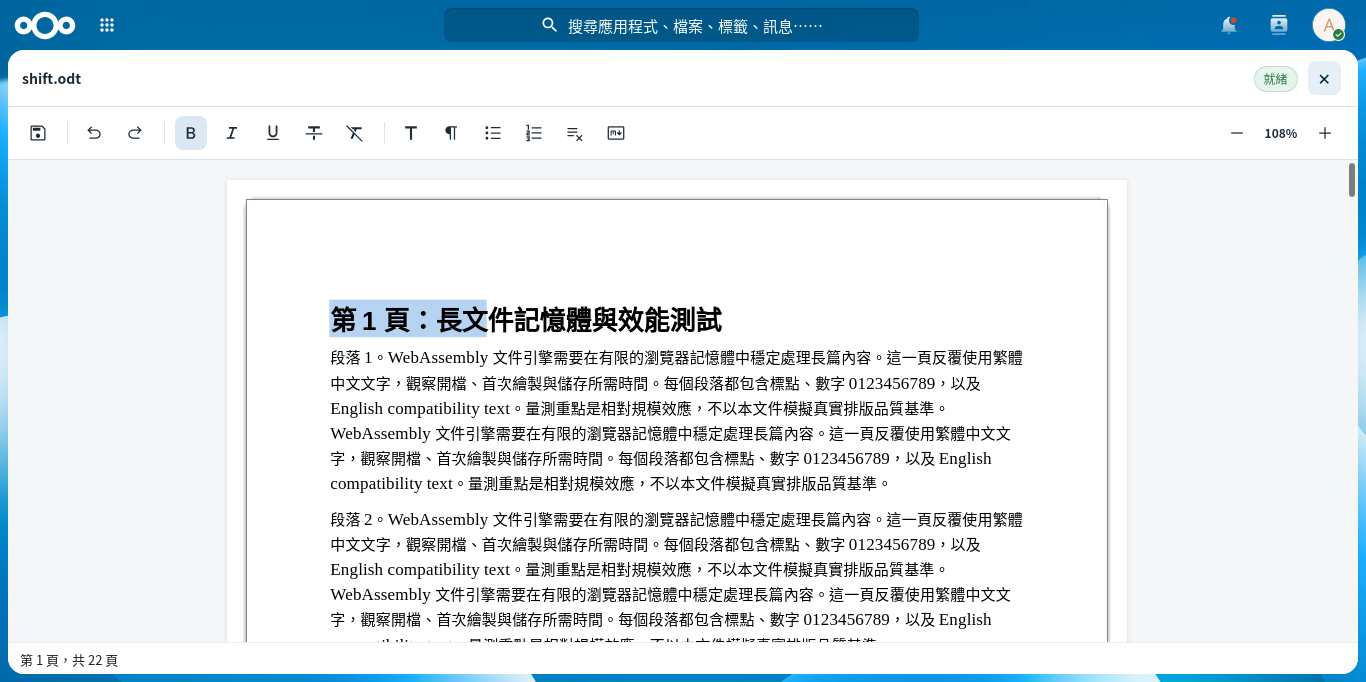 搜尋應用程式、檔案、標籤、訊息……
A
shift.odt
就緒
B I U T
108%
第 1 頁：長文件記憶體與效能測試
段落 1。WebAssembly 文件引擎需要在有限的瀏覽器記憶體中穩定處理長篇內容。這一頁反覆使用繁體
中文文字，觀察開檔、首次繪製與儲存所需時間。每個段落都包含標點、數字 0123456789，以及
English compatibility text。量測重點是相對規模效應，不以本文件模擬真實排版品質基準。
WebAssembly 文件引擎需要在有限的瀏覽器記憶體中穩定處理長篇內容。這一頁反覆使用繁體中文文
字，觀察開檔、首次繪製與儲存所需時間。每個段落都包含標點、數字 0123456789，以及 English
compatibility text。量測重點是相對規模效應，不以本文件模擬真實排版品質基準。
段落 2。WebAssembly 文件引擎需要在有限的瀏覽器記憶體中穩定處理長篇內容。這一頁反覆使用繁體
中文文字，觀察開檔、首次繪製與儲存所需時間。每個段落都包含標點、數字 0123456789，以及
English compatibility text。量測重點是相對規模效應，不以本文件模擬真實排版品質基準。
WebAssembly 文件引擎需要在有限的瀏覽器記憶體中穩定處理長篇內容。這一頁反覆使用繁體中文文
字，觀察開檔、首次繪製與儲存所需時間。每個段落都包含標點、數字 0123456789，以及 English
第 1 頁，共 22 頁